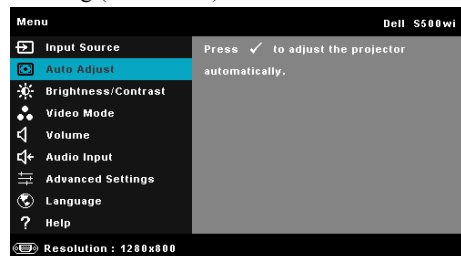 Menu
Dell S500wi
Input Source
Auto Adjust
Brightness/Contrast
Video Mode
Volume
Audio Input
Advanced Settings
Language
? Help
Press ✓ to adjust the projector
automatically.
Resolution : 1280x800